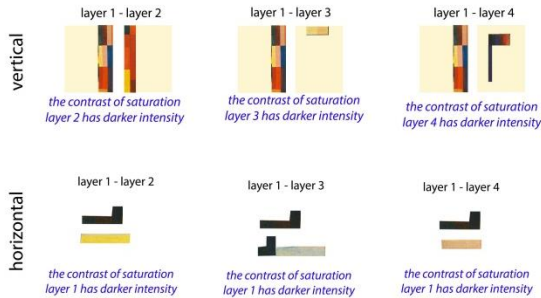 layer 1 - layer 2
layer 1 - layer 3
layer 1 - layer 4
vertical
the contrast of saturation
layer 2 has darker intensity
the contrast of saturation
layer 3 has darker intensity
the contrast of saturation
layer 4 has darker intensity
layer 1 - layer 2
layer 1 - layer 3
layer 1 - layer 4
horizontal
the contrast of saturation
layer 1 has darker intensity
the contrast of saturation
layer 1 has darker intensity
the contrast of saturation
layer 1 has darker intensity